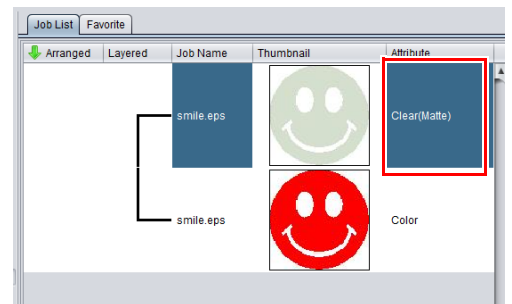 Job List Favorite
Arranged Layered Job Name Thumbnail Attribute
smile.eps Clear(Matte)
smile.eps Color